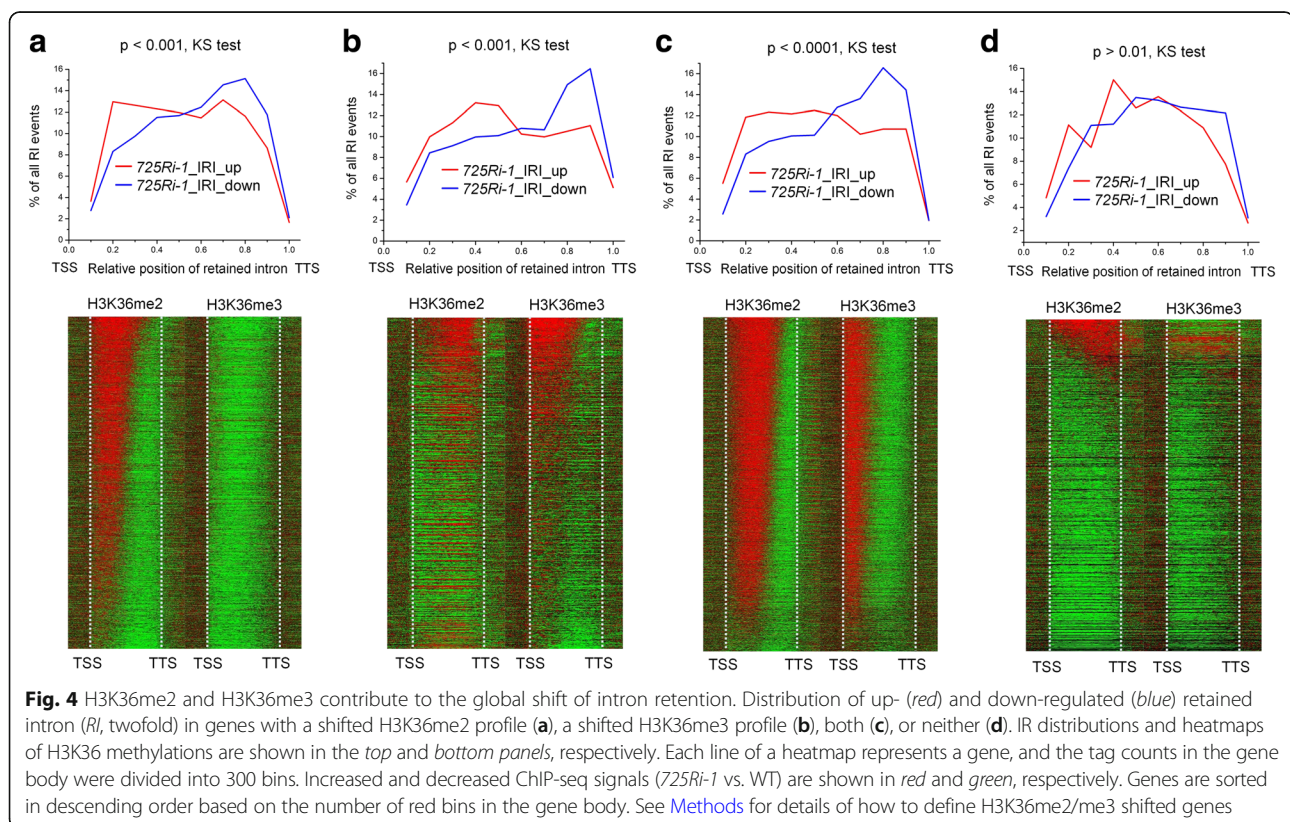 a
p < 0.001, KS test
% of all RI events
16
14
12
10
8
6
4
2
0
725Ri-1_IRI_up
725Ri-1_IRI_down
0.0 0.2 0.4 0.6 0.8 1.0
TSS Relative position of retained intron TTS
H3K36me2 H3K36me3
TSS TTS TSS TTS
b
p < 0.001, KS test
% of all RI events
16
14
12
10
8
6
4
2
0
725Ri-1_IRI_up
725Ri-1_IRI_down
0.0 0.2 0.4 0.6 0.8 1.0
TSS Relative position of retained intron TTS
H3K36me2 H3K36me3
TSS TTS TSS TTS
c
p < 0.0001, KS test
% of all RI events
16
14
12
10
8
6
4
2
0
725Ri-1_IRI_up
725Ri-1_IRI_down
0.0 0.2 0.4 0.6 0.8 1.0
TSS Relative position of retained intron TTS
H3K36me2 H3K36me3
TSS TTS TSS TTS
d
p > 0.01, KS test
% of all RI events
16
14
12
10
8
6
4
2
725Ri-1_IRI_up
725Ri-1_IRI_down
0.0 0.2 0.4 0.6 0.8 1.0
TSS Relative position of retained intron TTS
H3K36me2 H3K36me3
TSS TTS TSS TTS
Fig. 4 H3K36me2 and H3K36me3 contribute to the global shift of intron retention. Distribution of up- (red) and down-regulated (blue) retained
intron (RI, twofold) in genes with a shifted H3K36me2 profile (a), a shifted H3K36me3 profile (b), both (c), or neither (d). IR distributions and heatmaps
of H3K36 methylations are shown in the top and bottom panels, respectively. Each line of a heatmap represents a gene, and the tag counts in the gene
body were divided into 300 bins. Increased and decreased ChIP-seq signals (725Ri-1 vs. WT) are shown in red and green, respectively. Genes are sorted
in descending order based on the number of red bins in the gene body. See Methods for details of how to define H3K36me2/me3 shifted genes